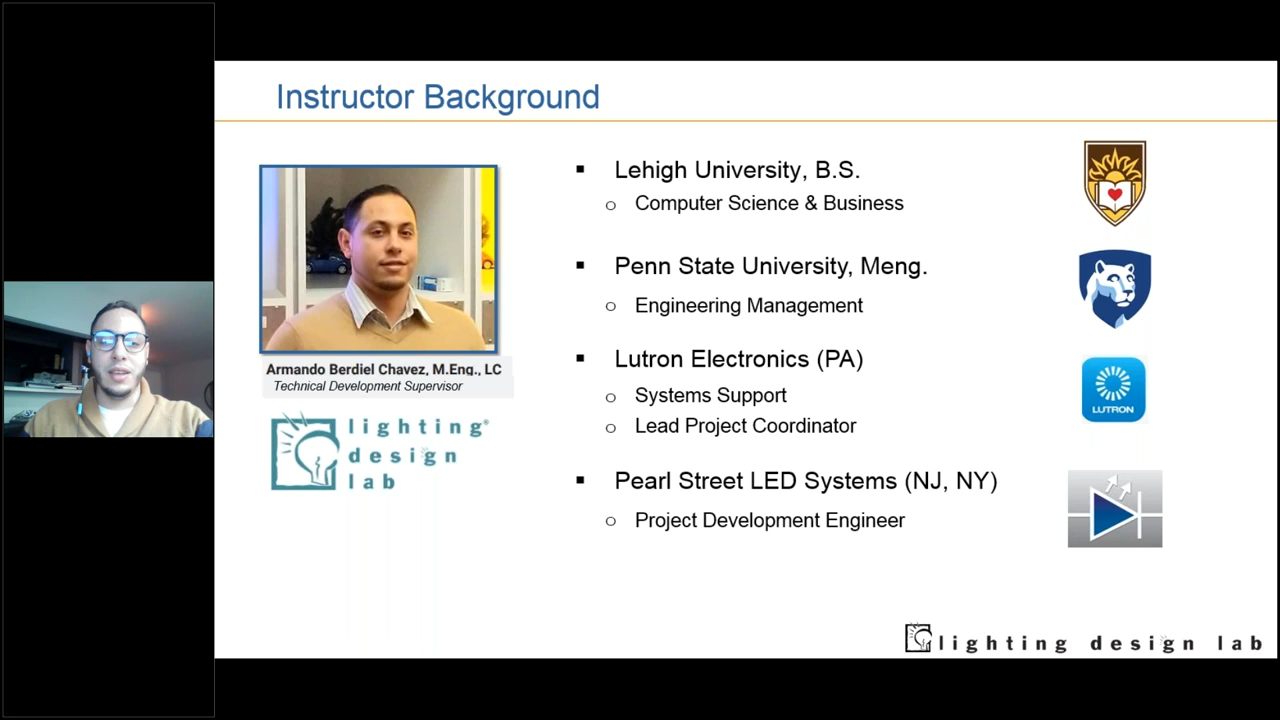 Instructor Background
Armando Berdiel Chavez, M.Eng., LC
Technical Development Supervisor
lighting®
design
lab
▪ Lehigh University, B.S.
o Computer Science & Business
▪ Penn State University, Meng.
o Engineering Management
▪ Lutron Electronics (PA)
o Systems Support
o Lead Project Coordinator
▪ Pearl Street LED Systems (NJ, NY)
o Project Development Engineer
LUTRON
lighting design lab